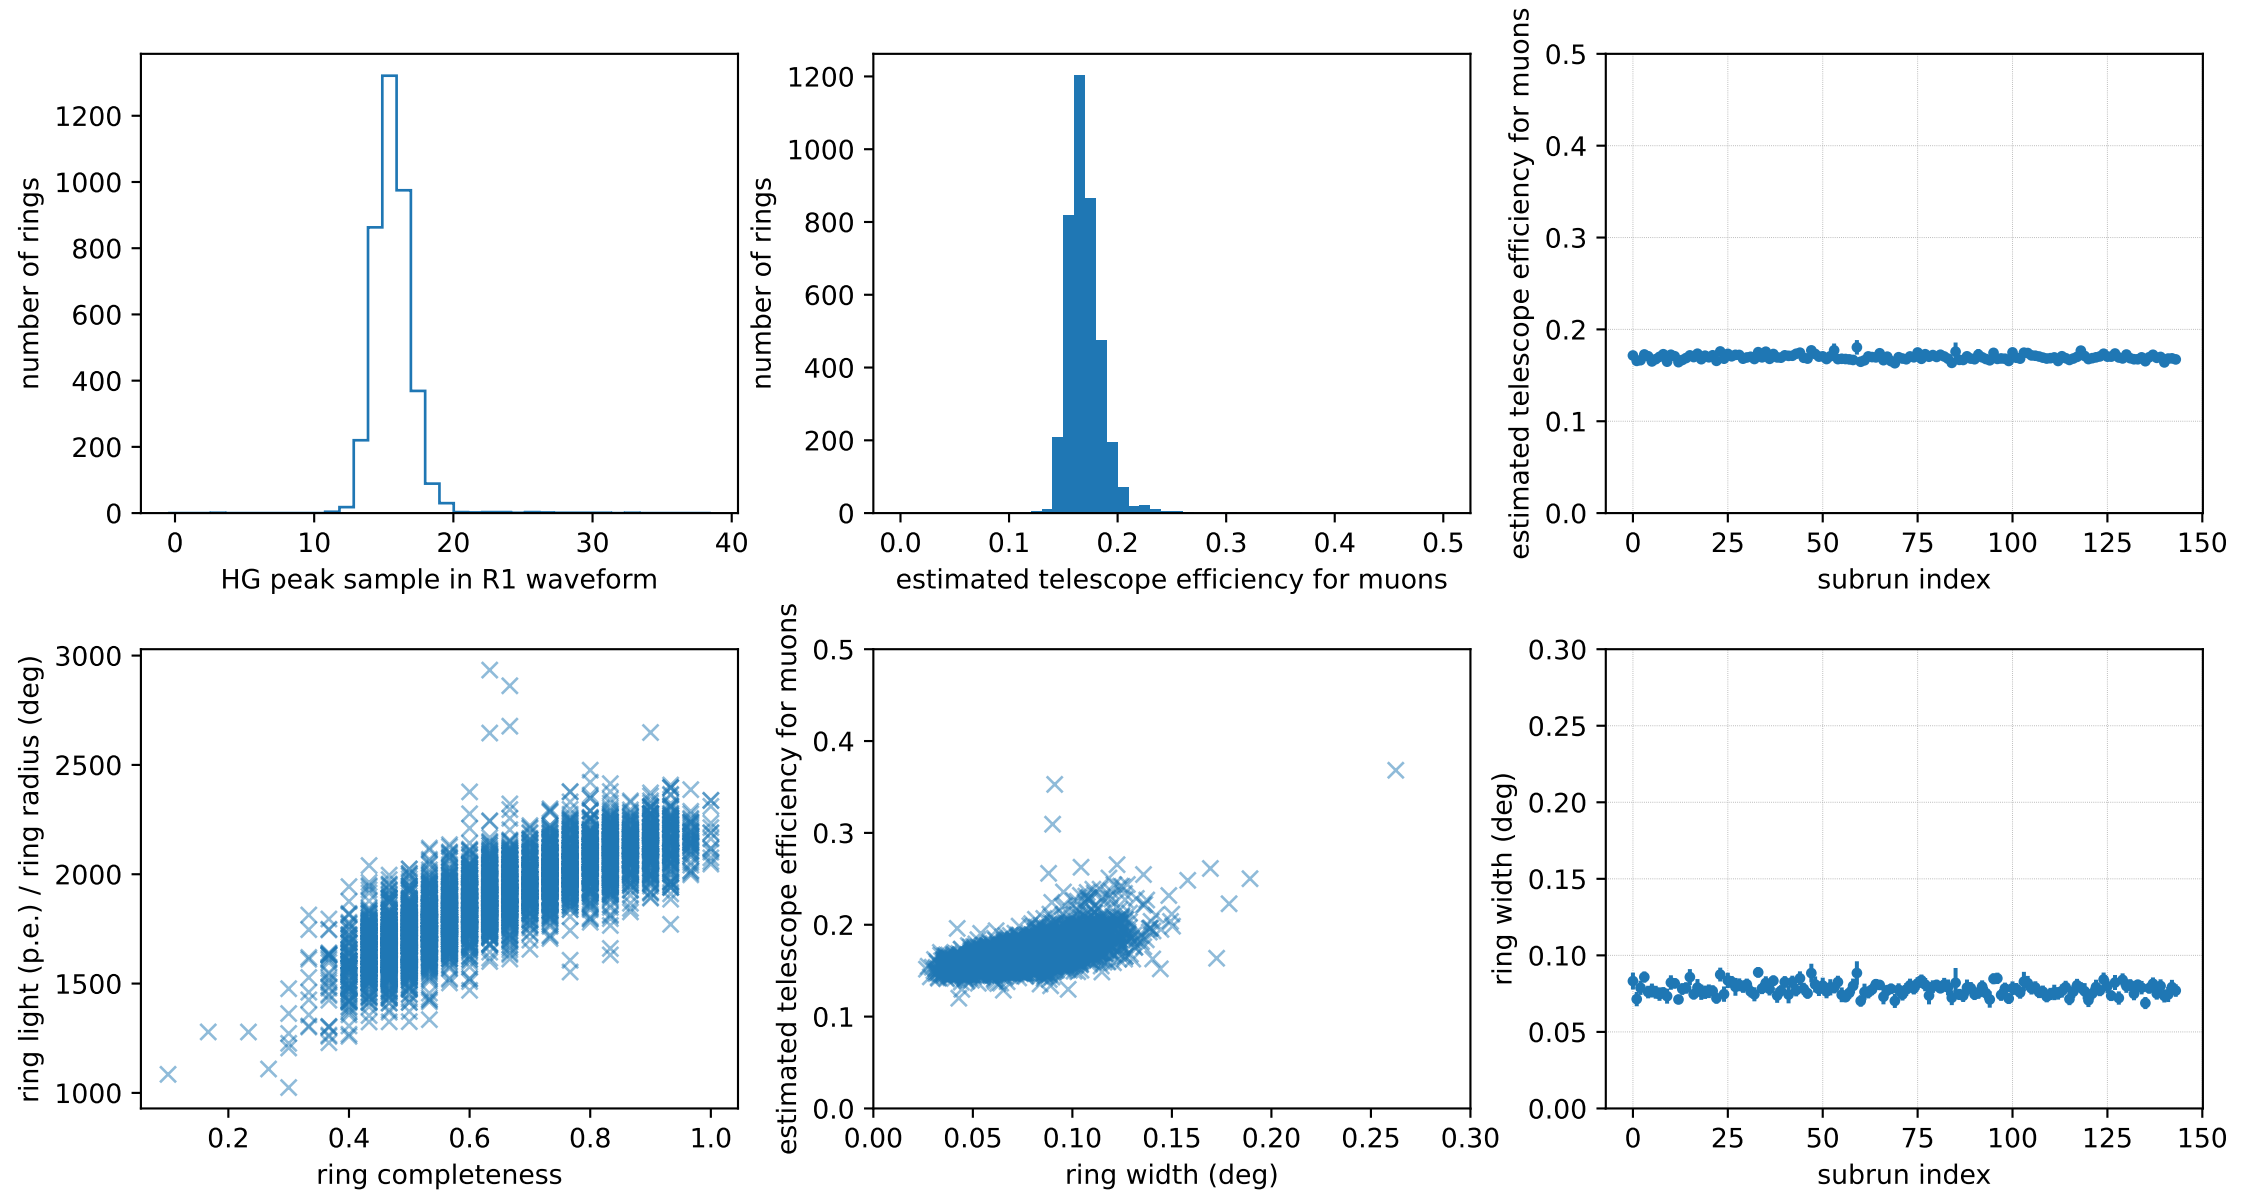 number of rings
1200
1000
800
600
400
200
0
0 10 20 30 40
HG peak sample in R1 waveform
number of rings
1200
1000
800
600
400
200
0
0.0 0.1 0.2 0.3 0.4 0.5
estimated telescope efficiency for muons
estimated telescope efficiency for muons
0.5
0.4
0.3
0.2
0.1
0.0
0 25 50 75 100 125 150
subrun index
ring light (p.e.) / ring radius (deg)
3000
2500
2000
1500
1000
0.2 0.4 0.6 0.8 1.0
ring completeness
estimated telescope efficiency for muons
0.5
0.4
0.3
0.2
0.1
0.0
0.00 0.05 0.10 0.15 0.20 0.25 0.30
ring width (deg)
ring width (deg)
0.30
0.25
0.20
0.15
0.10
0.05
0.00
0 25 50 75 100 125 150
subrun index